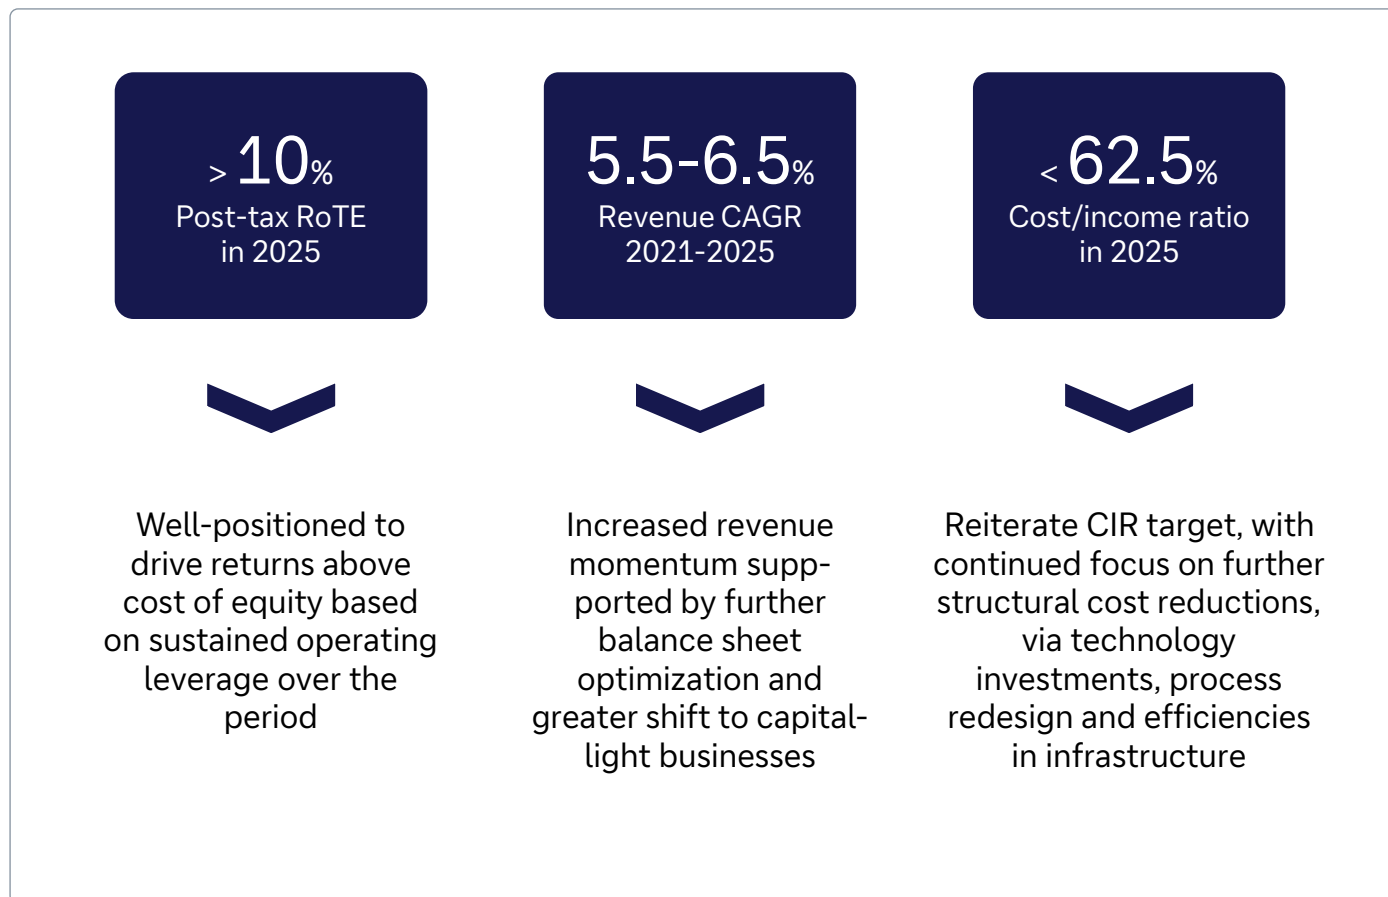 > 10%
Post-tax RoTE
in 2025
5.5-6.5%
Revenue CAGR
2021-2025
< 62.5%
Cost/income ratio
in 2025
Well-positioned to
drive returns above
cost of equity based
on sustained operating
leverage over the
period
Increased revenue
momentum supp-
ported by further
balance sheet
optimization and
greater shift to capital-
light businesses
Reiterate CIR target, with
continued focus on further
structural cost reductions,
via technology
investments, process
redesign and efficiencies
in infrastructure